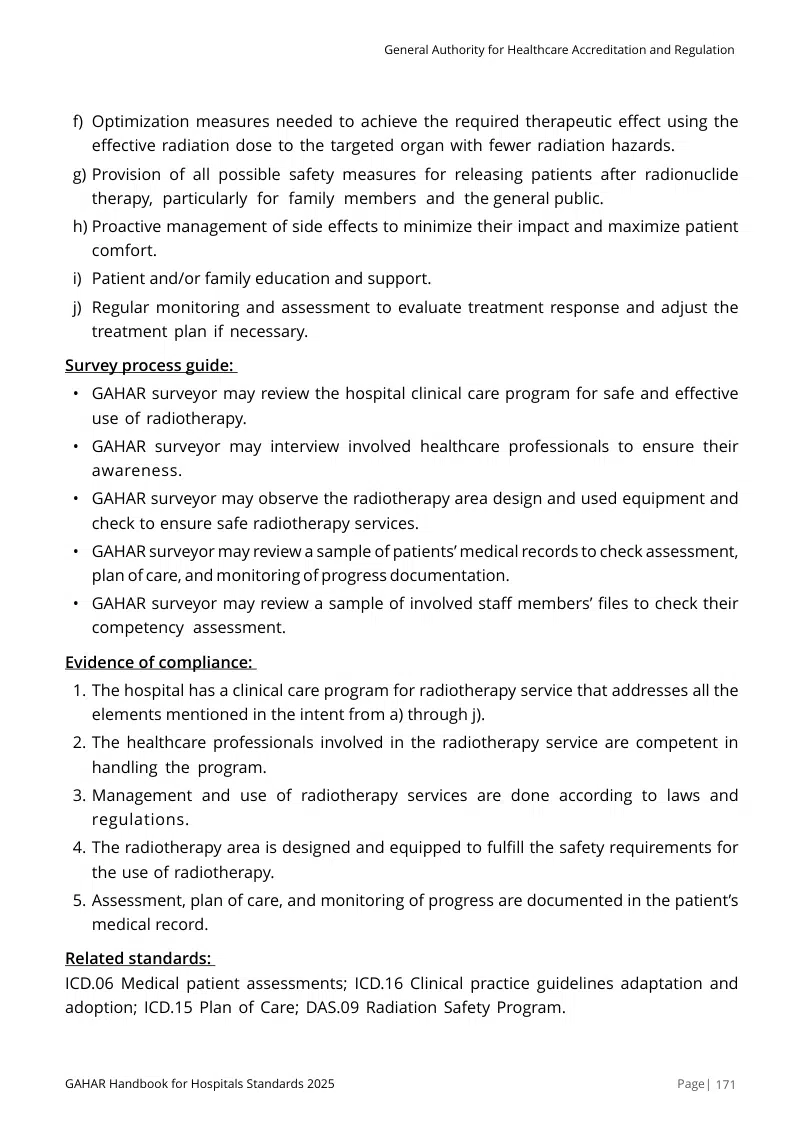 General Authority for Healthcare Accreditation and Regulation
f) Optimization measures needed to achieve the required therapeutic effect using the
effective radiation dose to the targeted organ with fewer radiation hazards.
g) Provision of all possible safety measures for releasing patients after radionuclide
therapy, particularly for family members and the general public.
h) Proactive management of side effects to minimize their impact and maximize patient
comfort.
i) Patient and/or family education and support.
j) Regular monitoring and assessment to evaluate treatment response and adjust the
treatment plan if necessary.
Survey process guide:
• GAHAR surveyor may review the hospital clinical care program for safe and effective
use of radiotherapy.
• GAHAR surveyor may interview involved healthcare professionals to ensure their
awareness.
• GAHAR surveyor may observe the radiotherapy area design and used equipment and
check to ensure safe radiotherapy services.
• GAHAR surveyor may review a sample of patients’ medical records to check assessment,
plan of care, and monitoring of progress documentation.
• GAHAR surveyor may review a sample of involved staff members’ files to check their
competency assessment.
Evidence of compliance:
1. The hospital has a clinical care program for radiotherapy service that addresses all the
elements mentioned in the intent from a) through j).
2. The healthcare professionals involved in the radiotherapy service are competent in
handling the program.
3. Management and use of radiotherapy services are done according to laws and
regulations.
4. The radiotherapy area is designed and equipped to fulfill the safety requirements for
the use of radiotherapy.
5. Assessment, plan of care, and monitoring of progress are documented in the patient’s
medical record.
Related standards:
ICD.06 Medical patient assessments; ICD.16 Clinical practice guidelines adaptation and
adoption; ICD.15 Plan of Care; DAS.09 Radiation Safety Program.
GAHAR Handbook for Hospitals Standards 2025 Page| 171